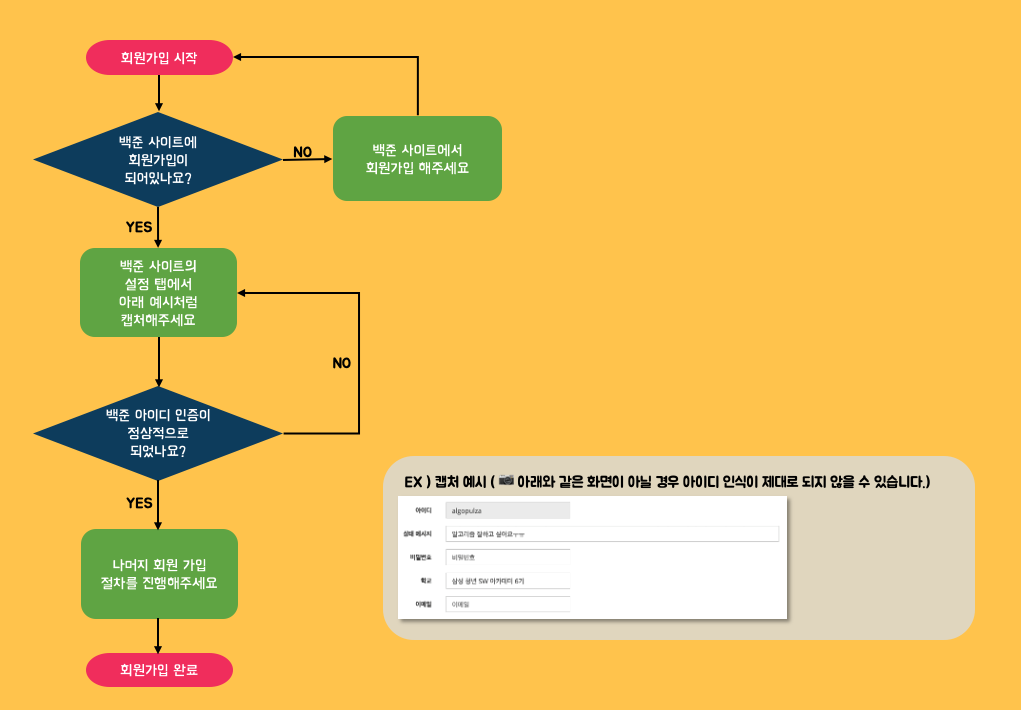 회원가입 시작
백준 사이트에
회원가입이
되어있나요?
NO
백준 사이트에서
회원가입 해주세요
YES
백준 사이트의
설정 탭에서
아래 예시처럼
캡처해주세요
NO
백준 아이디 인증이
정상적으로
되었나요?
YES
나머지 회원 가입
절차를 진행해주세요
회원가입 완료
EX ) 캡처 예시 ( 📷 아래와 같은 화면이 아닐 경우 아이디 인식이 제대로 되지 않을 수 있습니다.)
아이디 algopulza
상태 메시지 알고리즘 잘하고 싶어요ㅜㅜ
비밀번호 비밀번호
학교 삼성 청년 SW 아카데미 6기
이메일 이메일